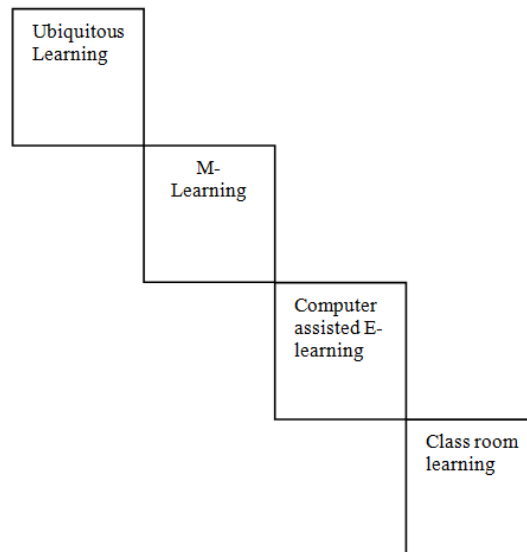 Ubiquitous
Learning
M-
Learning
Computer
assisted E-
learning
Class room
learning